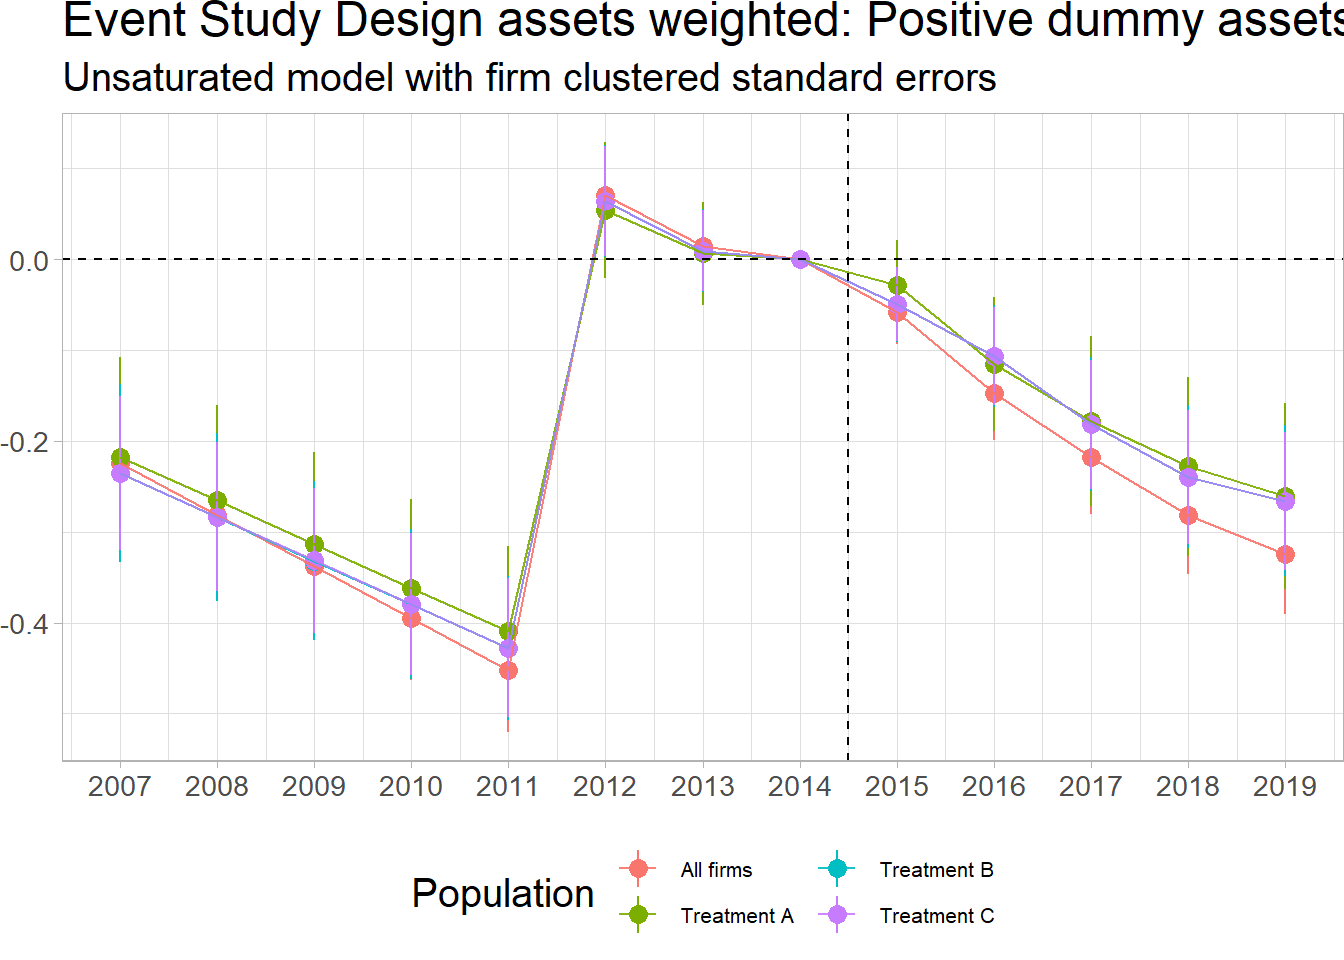 Event Study Design assets weighted: Positive dummy assets
Unsaturated model with firm clustered standard errors
0.0
-0.2
-0.4
2007 2008 2009 2010 2011 2012 2013 2014 2015 2016 2017 2018 2019
Population
All firms
Treatment A
Treatment B
Treatment C